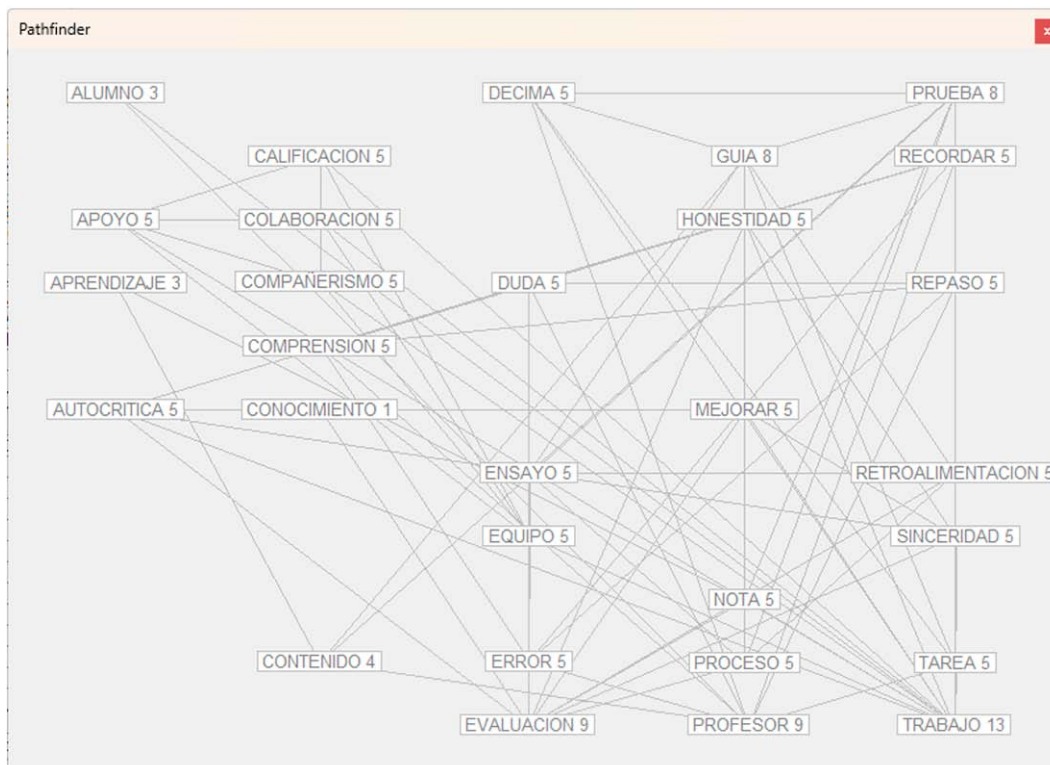 Pathfinder
ALUMNO 3
DECIMA 5
PRUEBA 8
CALIFICACION 5
GUIA 8
RECORDAR 5
APOYO 5
COLABORACION 5
HONESTIDAD 5
APRENDIZAJE 3
COMPAÑERISMO 5
DUDA 5
REPASO 5
COMPRENSION 5
AUTOCRITICA 5
CONOCIMIENTO 1
MEJORAR 5
ENSAYO 5
RETROALIMENTACION 5
EQUIPO 5
SINCERIDAD 5
NOTA 5
CONTENIDO 4
ERROR 5
PROCESO 5
TAREA 5
EVALUACION 9
PROFESOR 9
TRABAJO 13